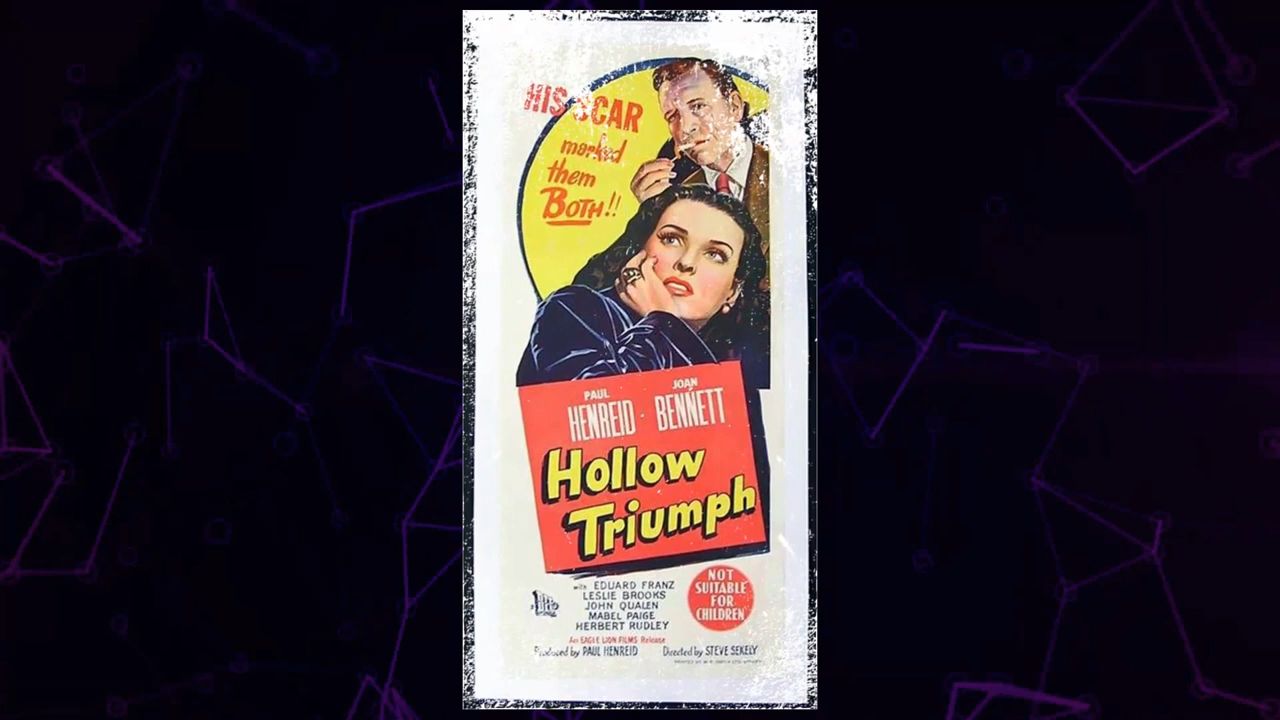 HIS SCAR
marked
them
BOTH!!
PAUL HENREID · JOAN BENNETT
Hollow
Triumph
with EDUARD FRANZ
LESLIE BROOKS
JOHN QUALEN
MABEL PAIGE
HERBERT RUDLEY
NOT
SUITABLE
FOR
CHILDREN
An EAGLE LION FILMS Release
Produced by PAUL HENREID Directed by STEVE SEKELY